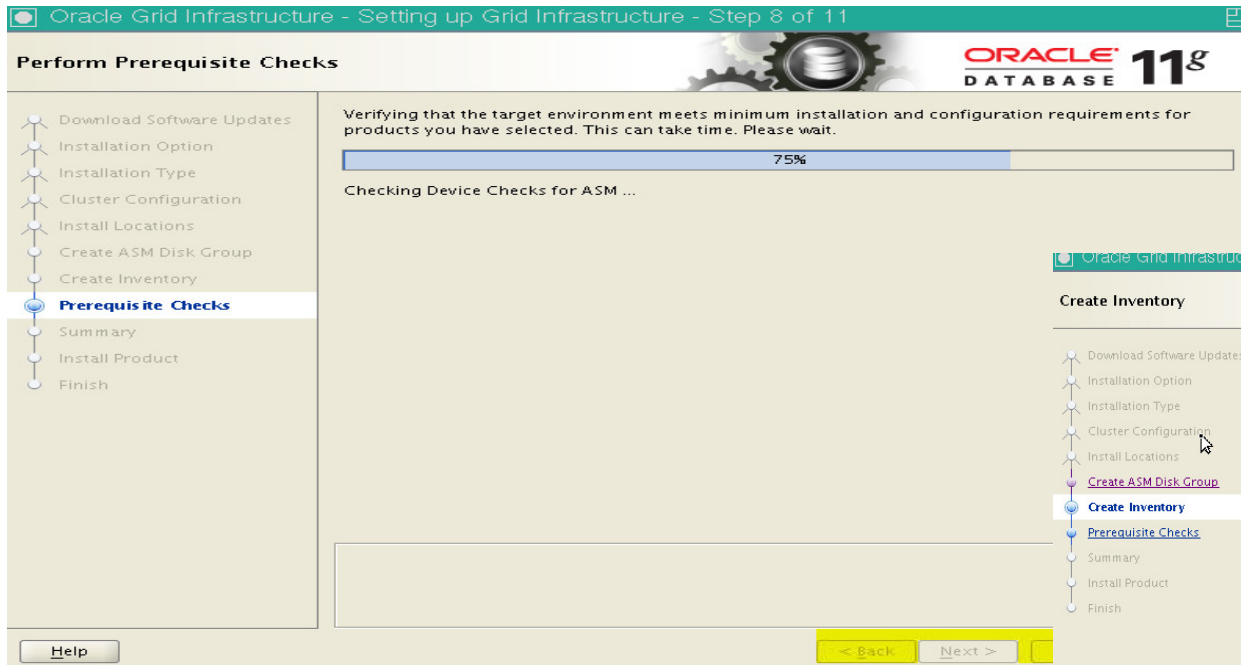 Oracle Grid Infrastructure - Setting up Grid Infrastructure - Step 8 of 11
Perform Prerequisite Checks
ORACLE
DATABASE
11g
Download Software Updates
Installation Option
Installation Type
Cluster Configuration
Install Locations
Create ASM Disk Group
Create Inventory
Prerequisite Checks
Summary
Install Product
Finish
Verifying that the target environment meets minimum installation and configuration requirements for
products you have selected. This can take time. Please wait.
75%
Checking Device Checks for ASM ...
Help
< Back
Next >
Oracle Grid Infrastruc
Create Inventory
Download Software Updates
Installation Option
Installation Type
Cluster Configuration
Install Locations
Create ASM Disk Group
Create Inventory
Prerequisite Checks
Summary
Install Product
Finish